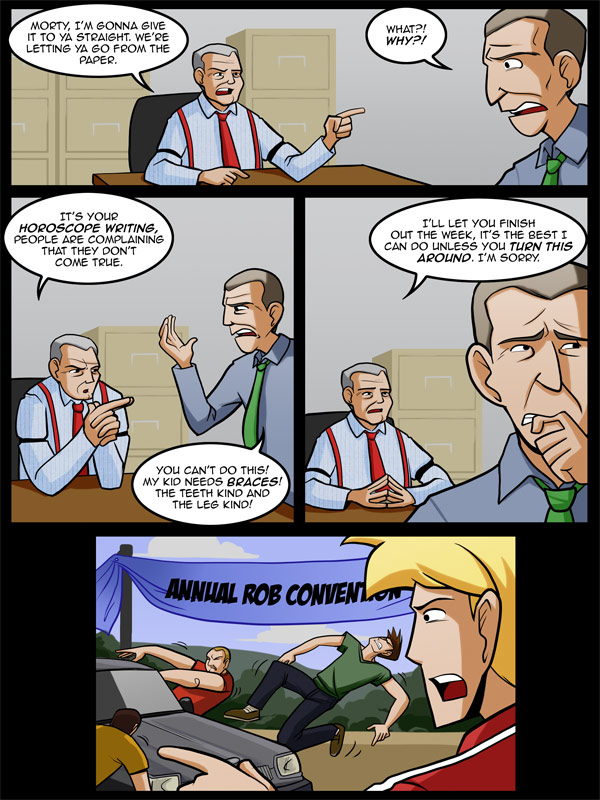 MORTY, I'M GONNA GIVE
IT TO YA STRAIGHT. WE'RE
LETTING YA GO FROM THE
PAPER.
WHAT?!
WHY?!
IT'S YOUR
HOROSCOPE WRITING,
PEOPLE ARE COMPLAINING
THAT THEY DON'T
COME TRUE.
YOU CAN'T DO THIS!
MY KID NEEDS BRACES!
THE TEETH KIND AND
THE LEG KIND!
I'LL LET YOU FINISH
OUT THE WEEK, IT'S THE BEST I
CAN DO UNLESS YOU TURN THIS
AROUND. I'M SORRY.
ANNUAL ROB CONVENTION